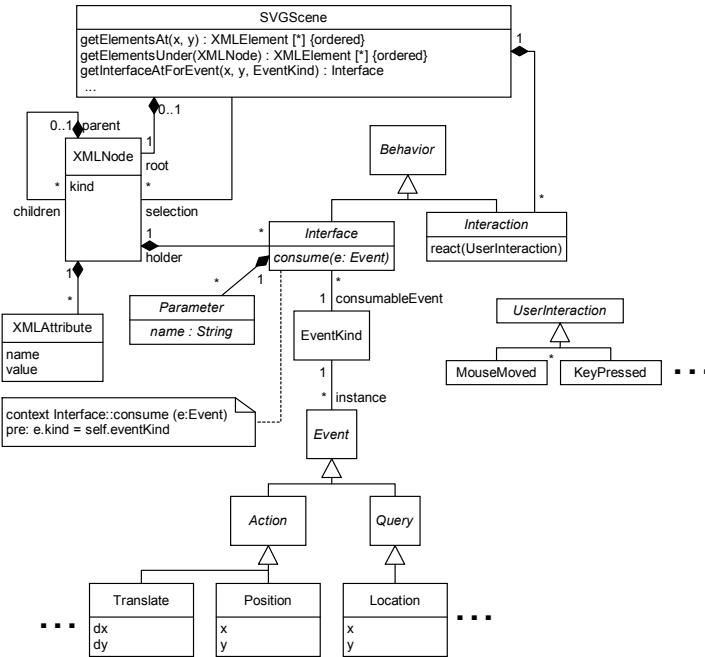 SVGScene
getElementsAt(x, y) : XMLElement [*] {ordered}
getElementsUnder(XMLNode) : XMLElement [*] {ordered}
getInterfaceAtForEvent(x, y, EventKind) : Interface
...
1
0..1
0..1
parent
1
root
XMLNode
kind
*
children
*
selection
Behavior
*
Interaction
react(UserInteraction)
1
holder
*
Interface
consume(e: Event)
1
*
XMLAttribute
name
value
*
1
Parameter
name : String
*
1
consumableEvent
EventKind
1
*
instance
UserInteraction
*
MouseMoved
KeyPressed
...
context Interface::consume (e:Event)
pre: e.kind = self.eventKind
Event
Action
Query
...
Translate
dx
dy
Position
x
y
Location
x
y
...